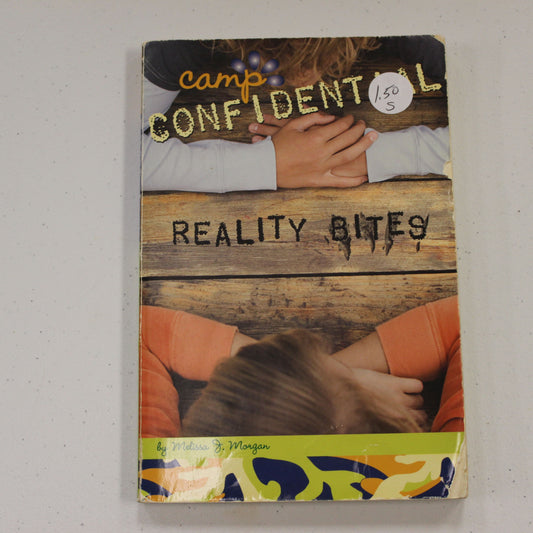 camp
CONFIDENTIAL
1.50
S
REALITY BITES
by Melissa J. Morgan